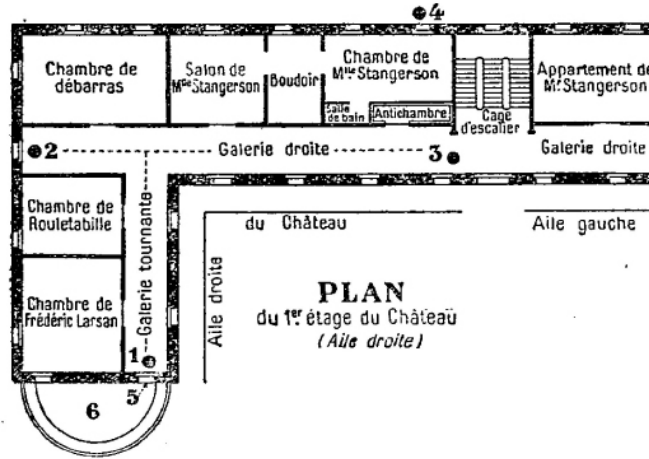 4
Chambre de
débarras
Salon de
Mlle Stangerson
Boudoir
Chambre de
Mlle Stangerson
Appartement de
Mr Stangerson
Salle
de bain
Antichambre
Cage
d'escalier
2
Galerie droite
3
Galerie droite
Chambre de
Rouletabille
Galerie tournante
du Château
Aile gauche
Aile droite
PLAN
du 1er étage du Château
(Aile droite)
Chambre de
Frédéric Larsan
1
5
6